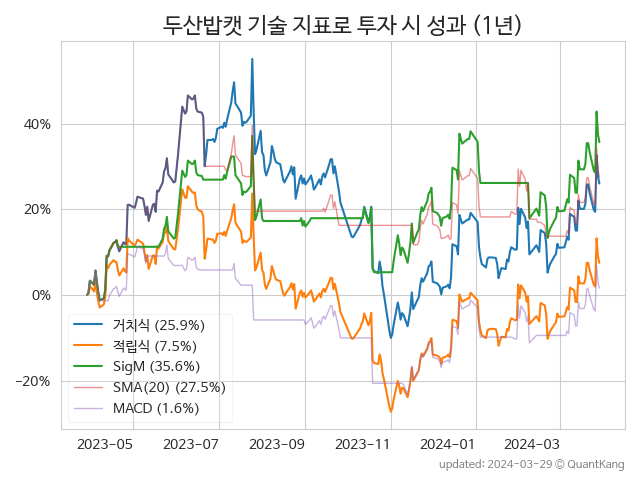 두산밥캣 기술 지표로 투자 시 성과 (1년)
40%
20%
0%
−20%
거치식 (25.9%)
적립식 (7.5%)
SigM (35.6%)
SMA(20) (27.5%)
MACD (1.6%)
2023-05 2023-07 2023-09 2023-11 2024-01 2024-03
updated: 2024-03-29 © QuantKang